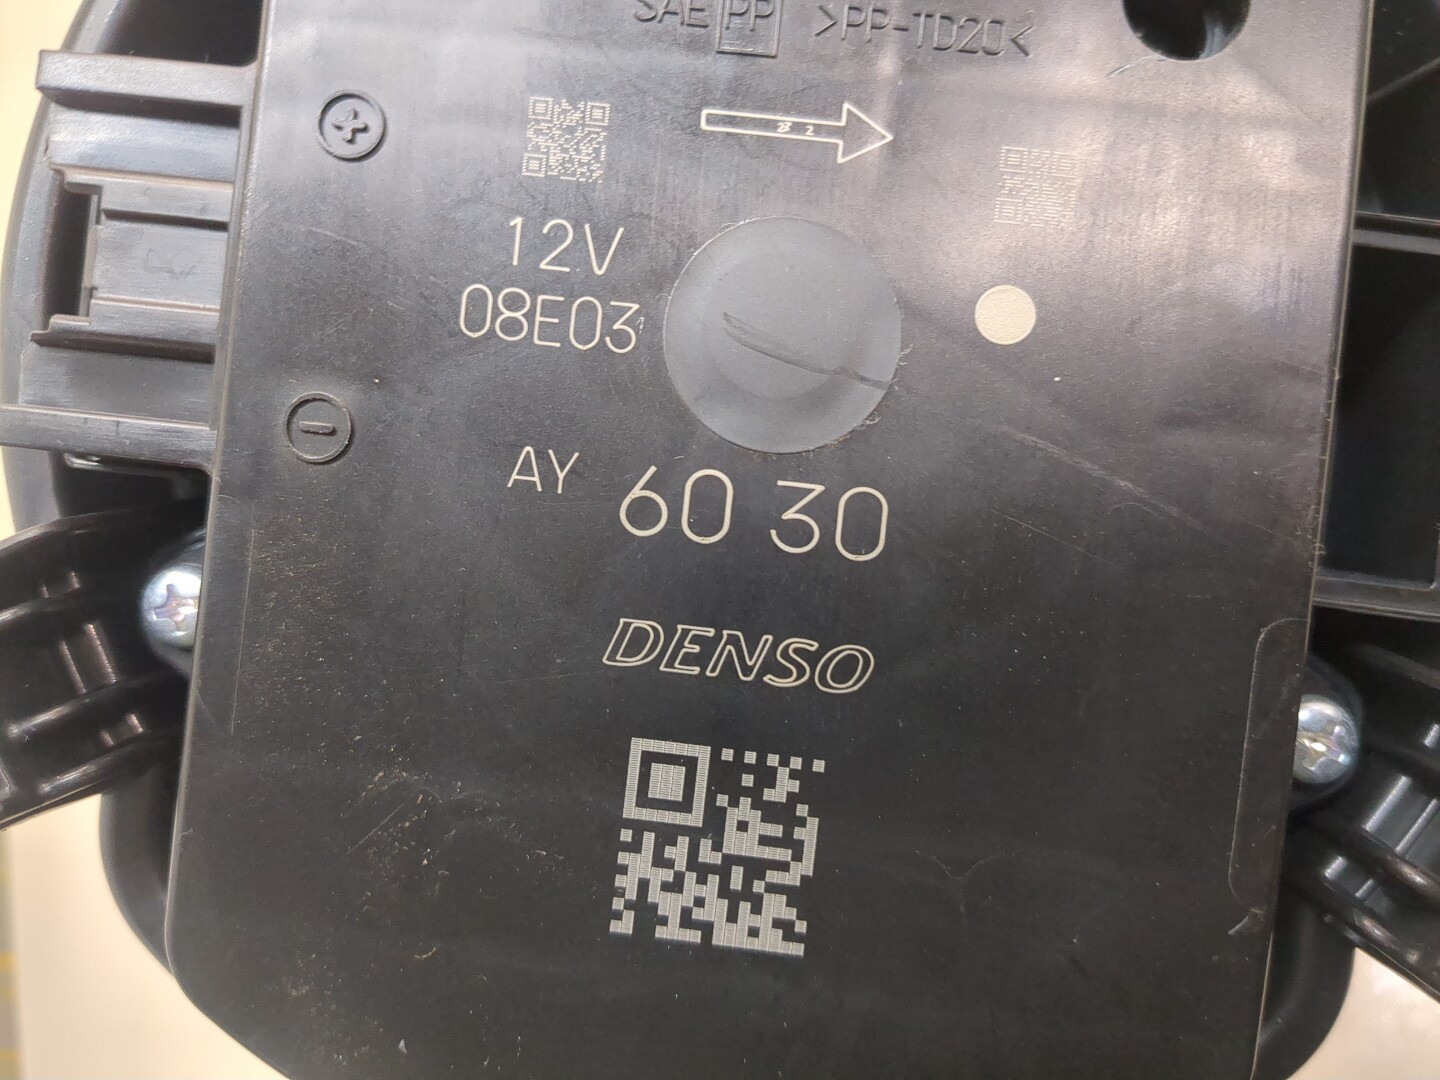 SAE PP >PP-TD20<
12V
08E03
AY 60 30
DENSO